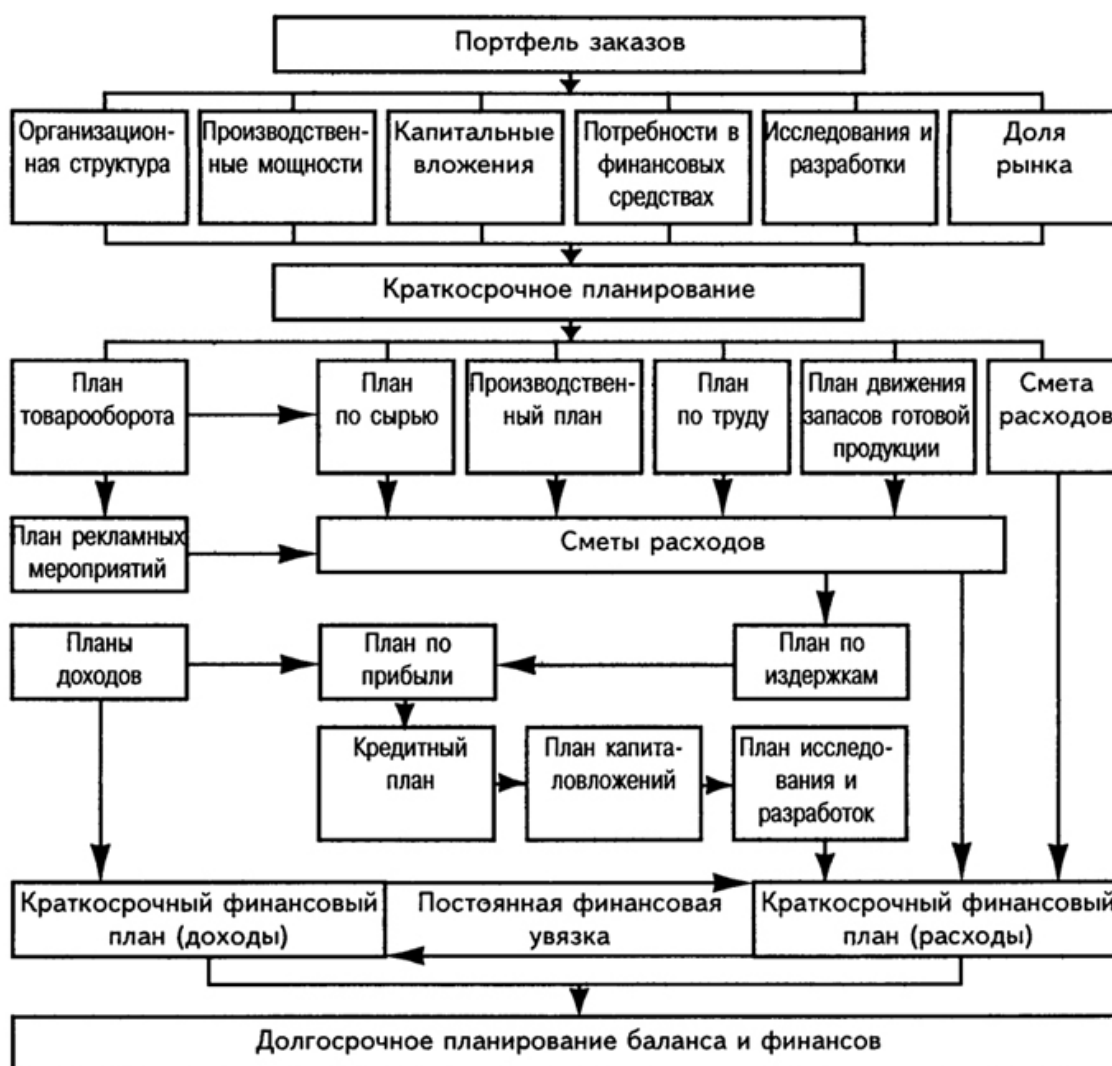 Портфель заказов
Организацион-
ная структура
Производствен-
ные мощности
Капитальные
вложения
Потребности в
финансовых
средствах
Исследования и
разработки
Доля
рынка
Краткосрочное планирование
План
товарооборота
План
по сырью
Производствен-
ный план
План
по труду
План движения
запасов готовой
продукции
Смета
расходов
План рекламных
мероприятий
Сметы расходов
Планы
доходов
План по
прибыли
План по
издержкам
Кредитный
план
План капита-
ловложений
План исследо-
вания и
разработок
Краткосрочный финансовый
план (доходы)
Постоянная финансовая
увязка
Краткосрочный финансовый
план (расходы)
Долгосрочное планирование баланса и финансов